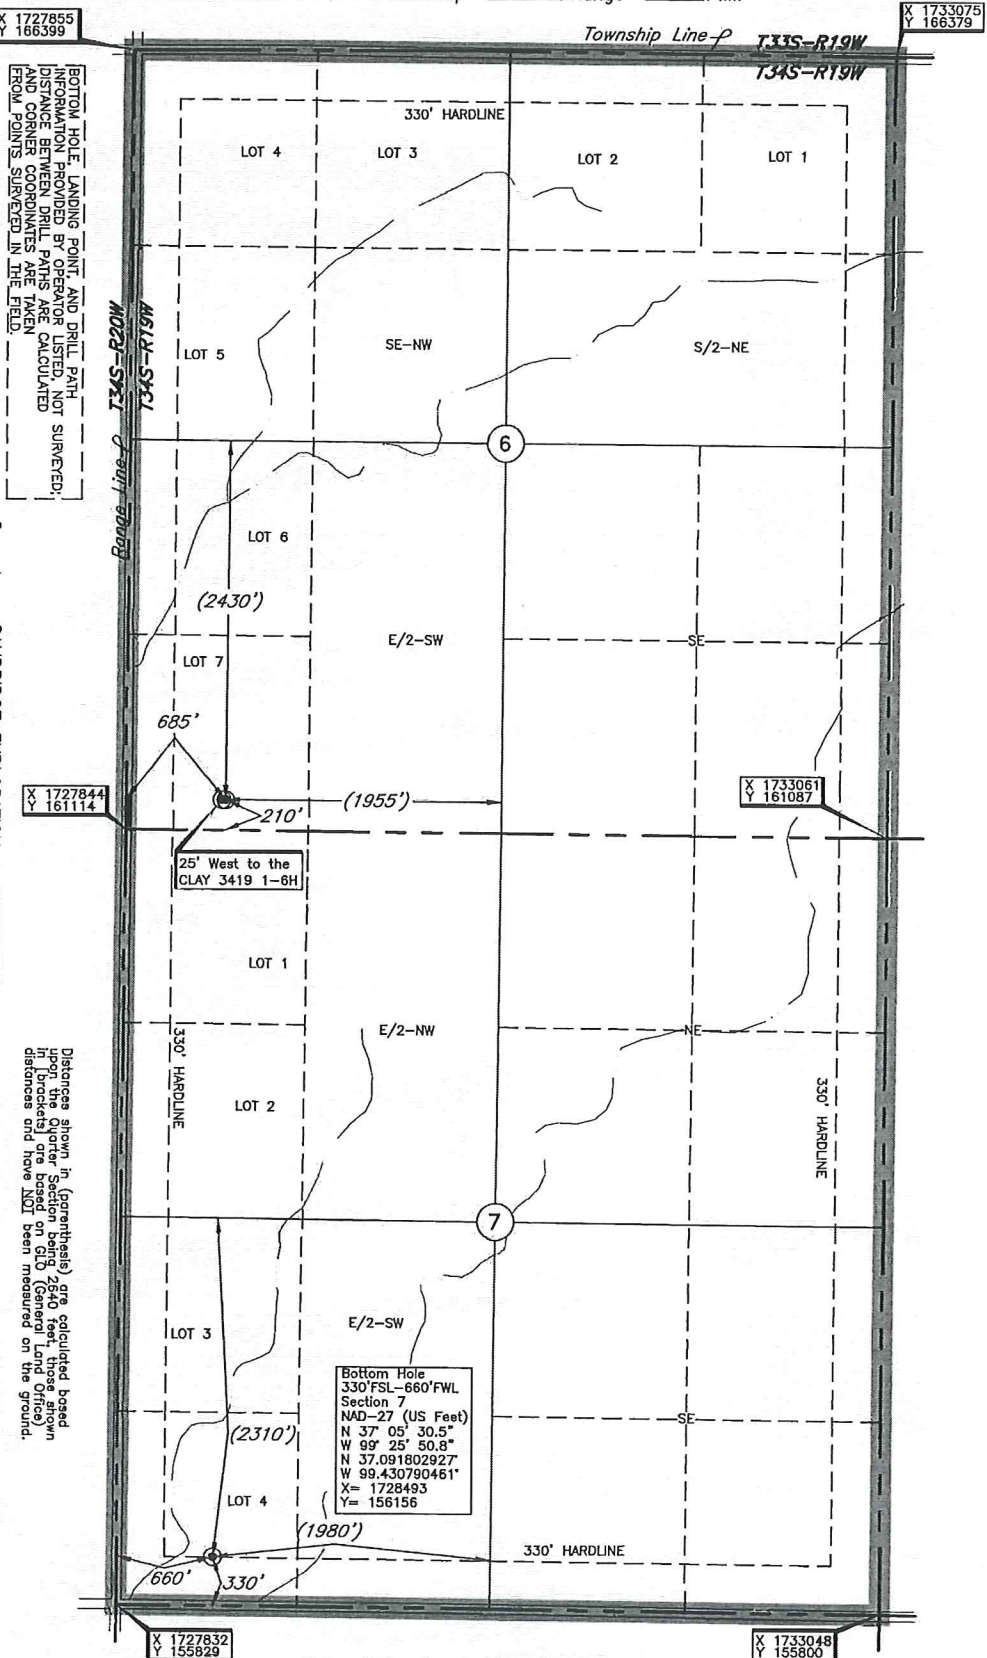 X 1727855
Y 166399
X 1733075
Y 166379
Township Line
T33S-R19W
T34S-R19W
BOTTOM HOLE, LANDING POINT, AND DRILL PATH
INFORMATION PROVIDED BY OPERATOR LISTED, NOT SURVEYED;
DISTANCE BETWEEN DRILL PATHS ARE CALCULATED
AND CORNER COORDINATES ARE TAKEN
FROM POINTS SURVEYED IN THE FIELD.
330' HARDLINE
LOT 4
LOT 3
LOT 2
LOT 1
T34S-R20W
T34S-R19W
LOT 5
SE-NW
S/2-NE
6
Range Line
LOT 6
(2430')
E/2-SW
SE
LOT 7
685'
X 1727844
Y 161114
(1955')
210'
X 1733061
Y 161087
25' West to the
CLAY 3419 1-6H
LOT 1
330' HARDLINE
E/2-NW
NE
LOT 2
330' HARDLINE
Distances shown in (parenthesis) are calculated based
upon the Quarter Section being 2640 feet, those shown
in [brackets] are based on GLO (General Land Office)
distances and have NOT been measured on the ground.
7
LOT 3
E/2-SW
Bottom Hole
330'FSL-660'FWL
Section 7
NAD-27 (US Feet)
N 37° 05' 30.5"
W 99° 25' 50.8"
N 37.091802927°
W 99.430790461°
X= 1728493
Y= 156156
SE
(2310')
LOT 4
(1980')
330' HARDLINE
660'
330'
X 1727832
Y 155829
X 1733048
Y 155800